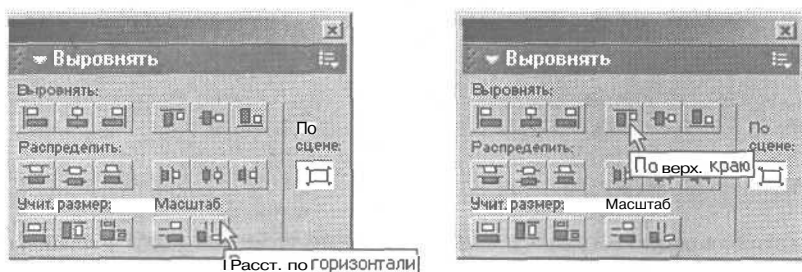 Выровнять
Выровнять:
По
сцене:
Распределить:
Учит. размер:
Масштаб
Расст. по горизонтали
Выровнять
Выровнять:
По
сцене:
Распределить:
По верх. краю
Учит. размер:
Масштаб